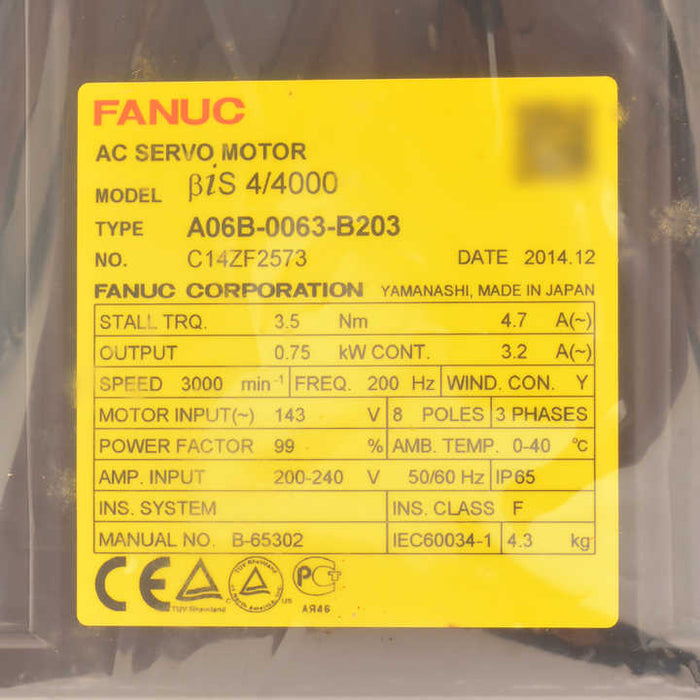 FANUC
AC SERVO MOTOR
MODEL βiS 4/4000
TYPE A06B-0063-B203
NO. C14ZF2573 DATE 2014.12
FANUC CORPORATION YAMANASHI, MADE IN JAPAN
STALL TRQ. 3.5 Nm 4.7 A(~)
OUTPUT 0.75 kW CONT. 3.2 A(~)
SPEED 3000 min-1 FREQ. 200 Hz WIND. CON. Y
MOTOR INPUT(~) 143 V 8 POLES 3 PHASES
POWER FACTOR 99 % AMB. TEMP. 0-40 °C
AMP. INPUT 200-240 V 50/60 Hz IP65
INS. SYSTEM INS. CLASS F
MANUAL NO. B-65302 IEC60034-1 4.3 kg
CE TUV Rheinland C US PC
АЯ46